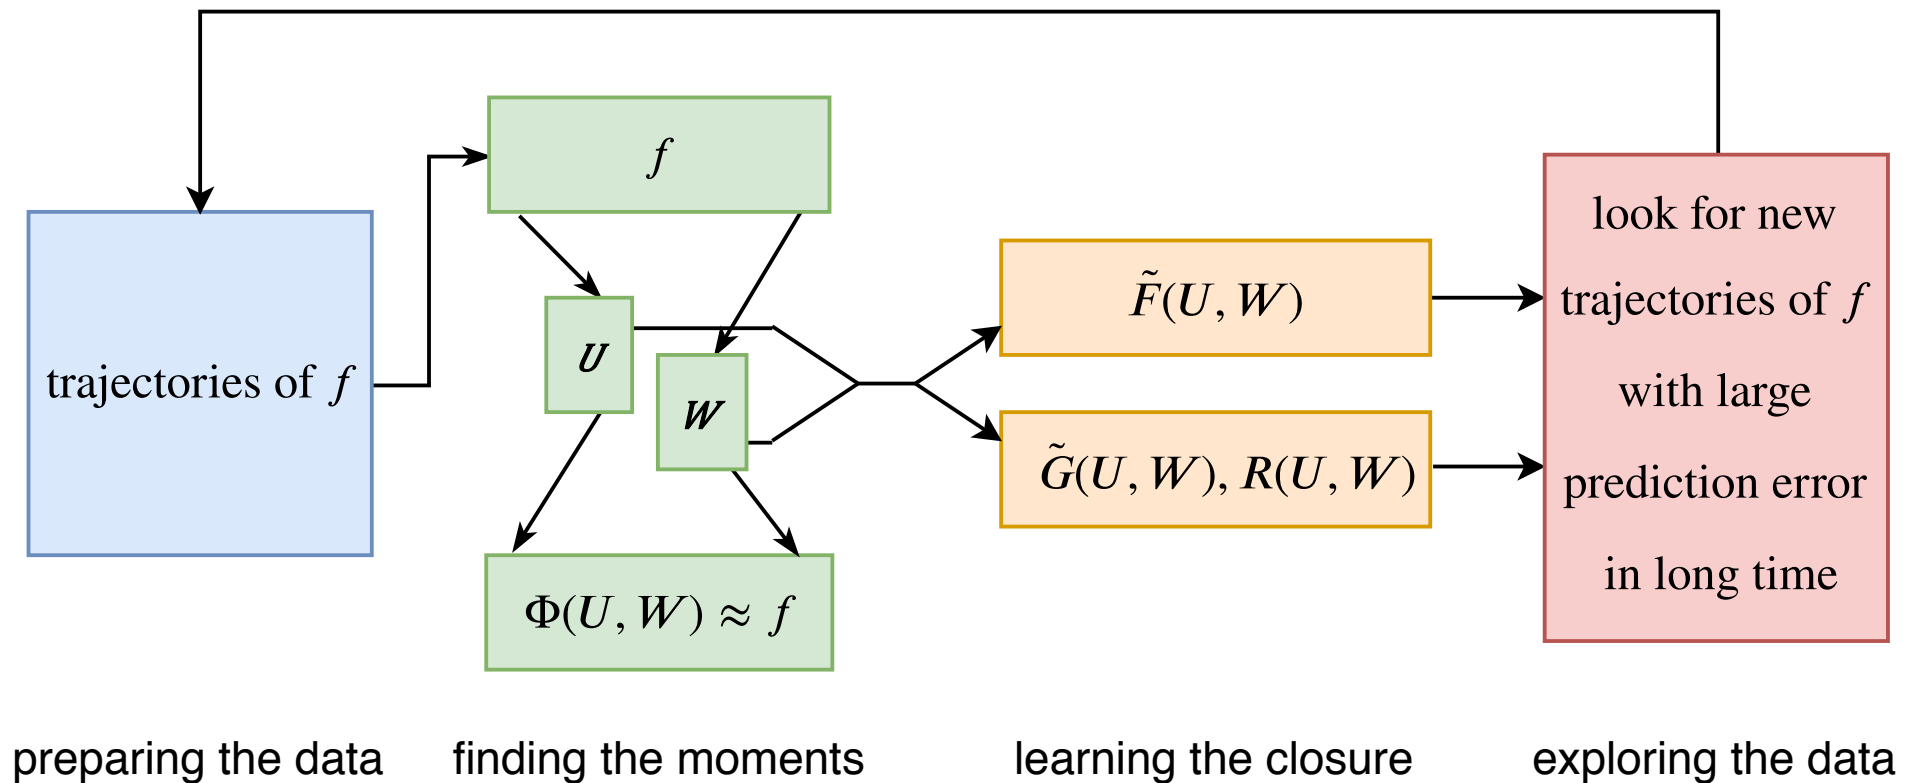 trajectories of f
f
U
W
Φ(U, W) ≈ f
F̃(U, W)
G̃(U, W), R(U, W)
look for new
trajectories of f
with large
prediction error
in long time
preparing the data
finding the moments
learning the closure
exploring the data